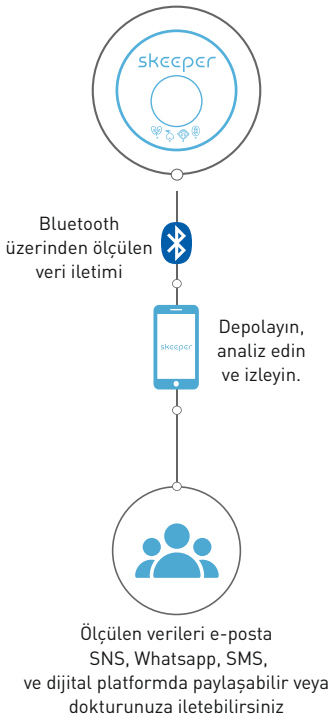 skeeper
Bluetooth
üzerinden ölçülen
veri iletimi
skeeper
Depolayın,
analiz edin
ve izleyin.
Ölçülen verileri e-posta
SNS, Whatsapp, SMS,
ve dijital platformda paylaşabilir veya
dokturunuza iletebilirsiniz